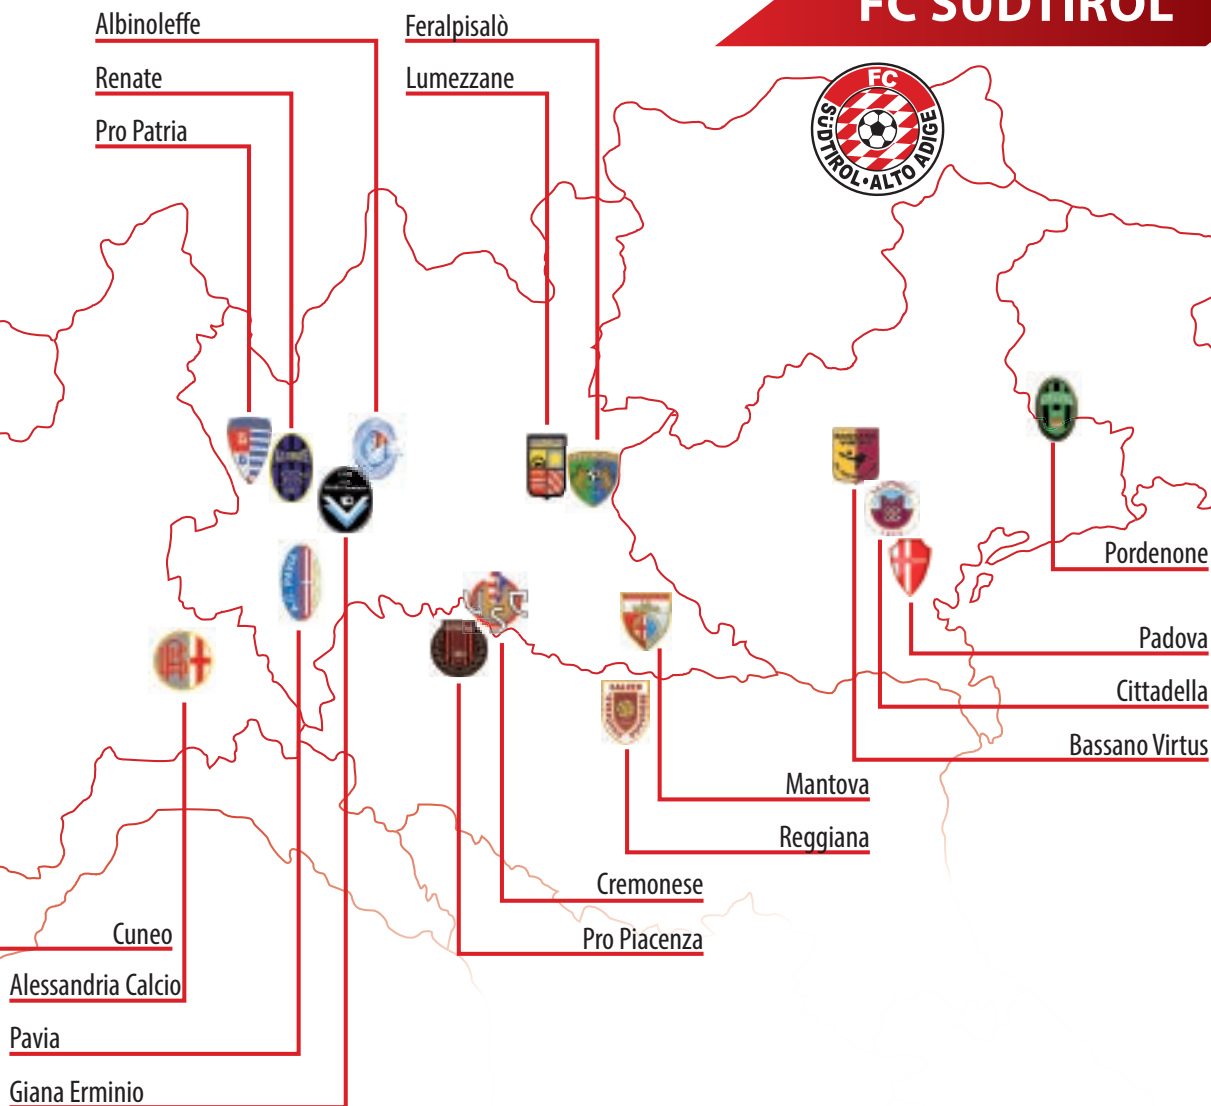 FC SÜDTIROL
Albinoleffe
Feralpisalò
Renate
Lumezzane
Pro Patria
FC
SÜDTIROL•ALTO ADIGE
Pordenone
Padova
Cittadella
Bassano Virtus
Mantova
Reggiana
Cremonese
Pro Piacenza
Cuneo
Alessandria Calcio
Pavia
Giana Erminio